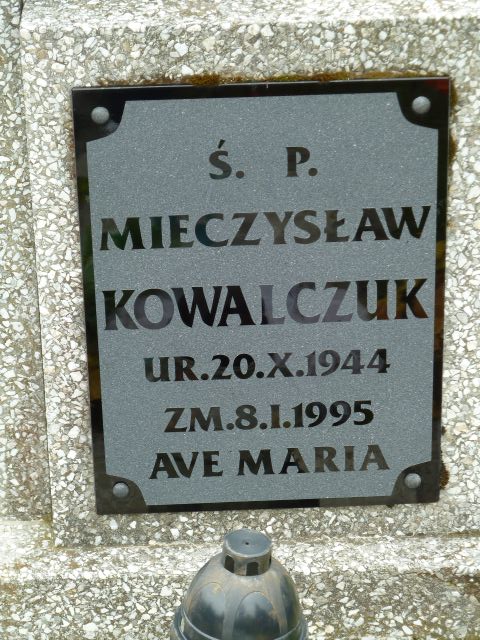 Ś. P.
MIECZYSŁAW
KOWALCZUK
UR.20.X.1944
ZM.8.I.1995
AVE MARIA